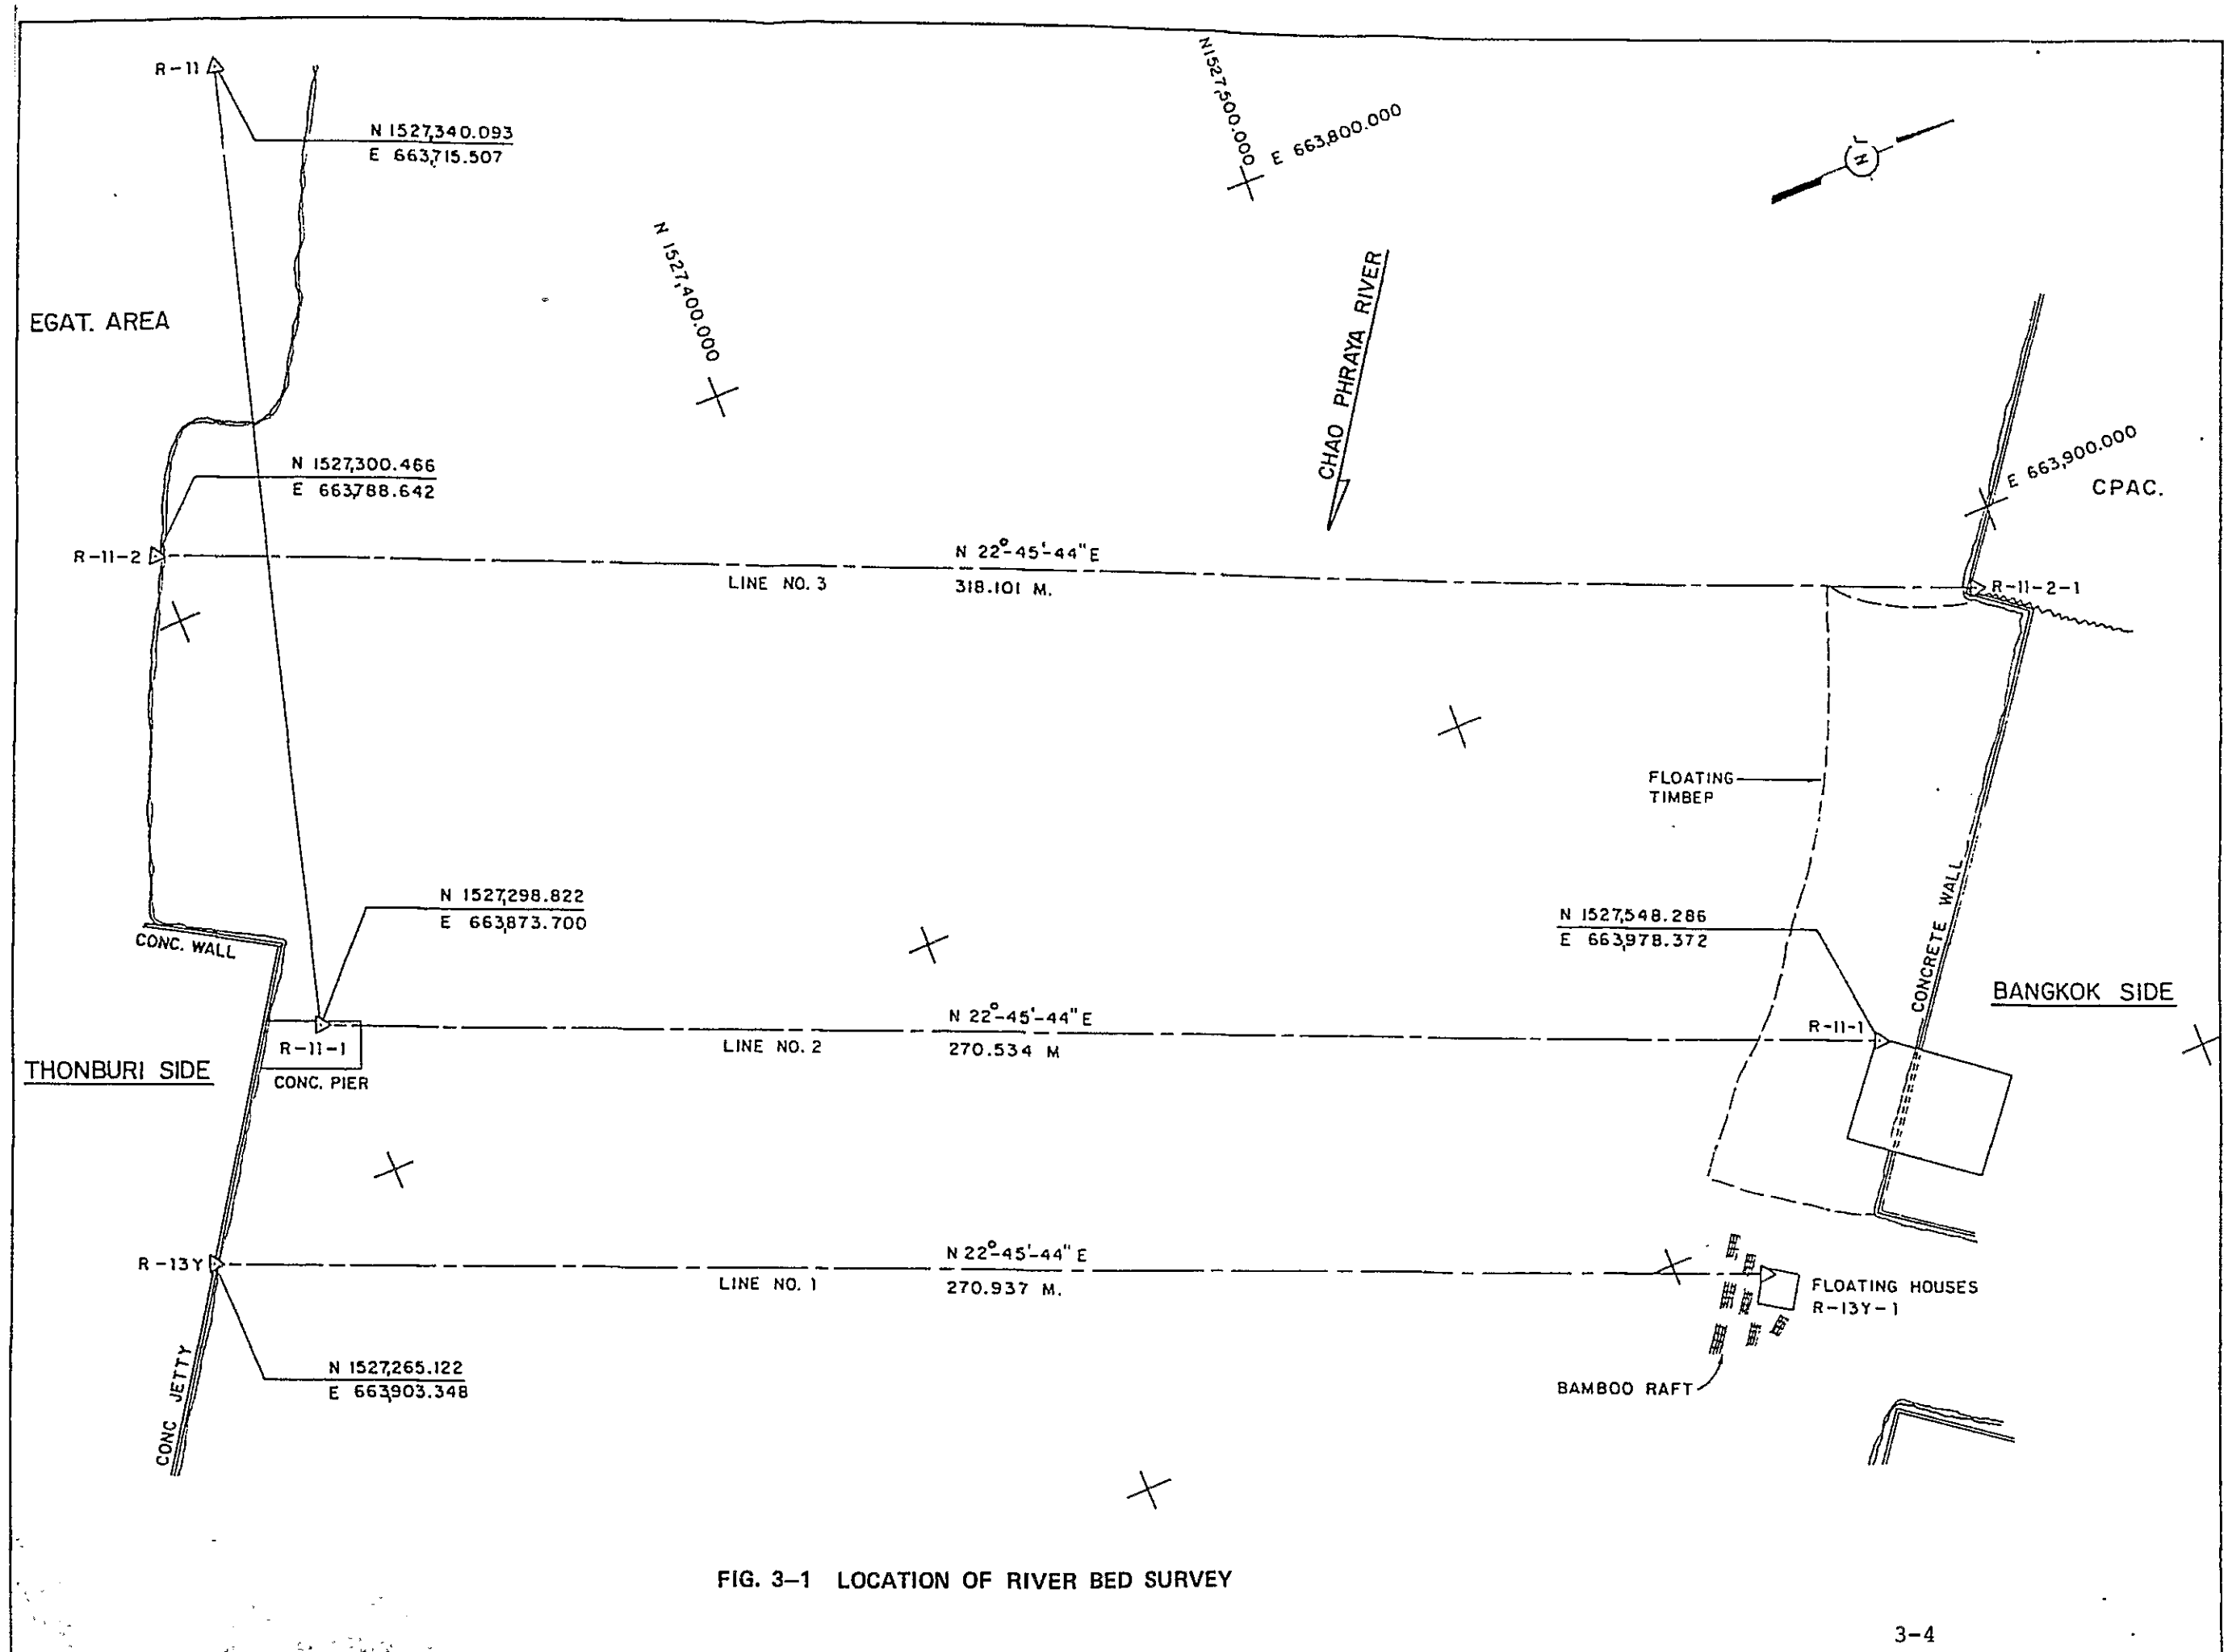 R-11
N 1527,340.093
E 663,715.507
N1527,500.000
E 663,800.000
N
N 1527,400.000
EGAT. AREA
CHAO PHRAYA RIVER
E 663,900.000
CPAC.
N 1527,300.466
E 663,788.642
R-11-2
N 22°-45'-44" E
LINE NO. 3
318.101 M.
R-11-2-1
FLOATING
TIMBER
N 1527,298.822
E 663,873.700
CONC. WALL
N 1527,548.286
E 663,978.372
CONCRETE WALL
BANGKOK SIDE
R-11-1
N 22°-45'-44" E
LINE NO. 2
270.534 M
R-11-1
CONC. PIER
THONBURI SIDE
R-13Y
N 22°-45'-44" E
LINE NO. 1
270.937 M.
FLOATING HOUSES
R-13Y-1
N 1527,265.122
E 663,903.348
CONC JETTY
BAMBOO RAFT
FIG. 3-1 LOCATION OF RIVER BED SURVEY
3-4